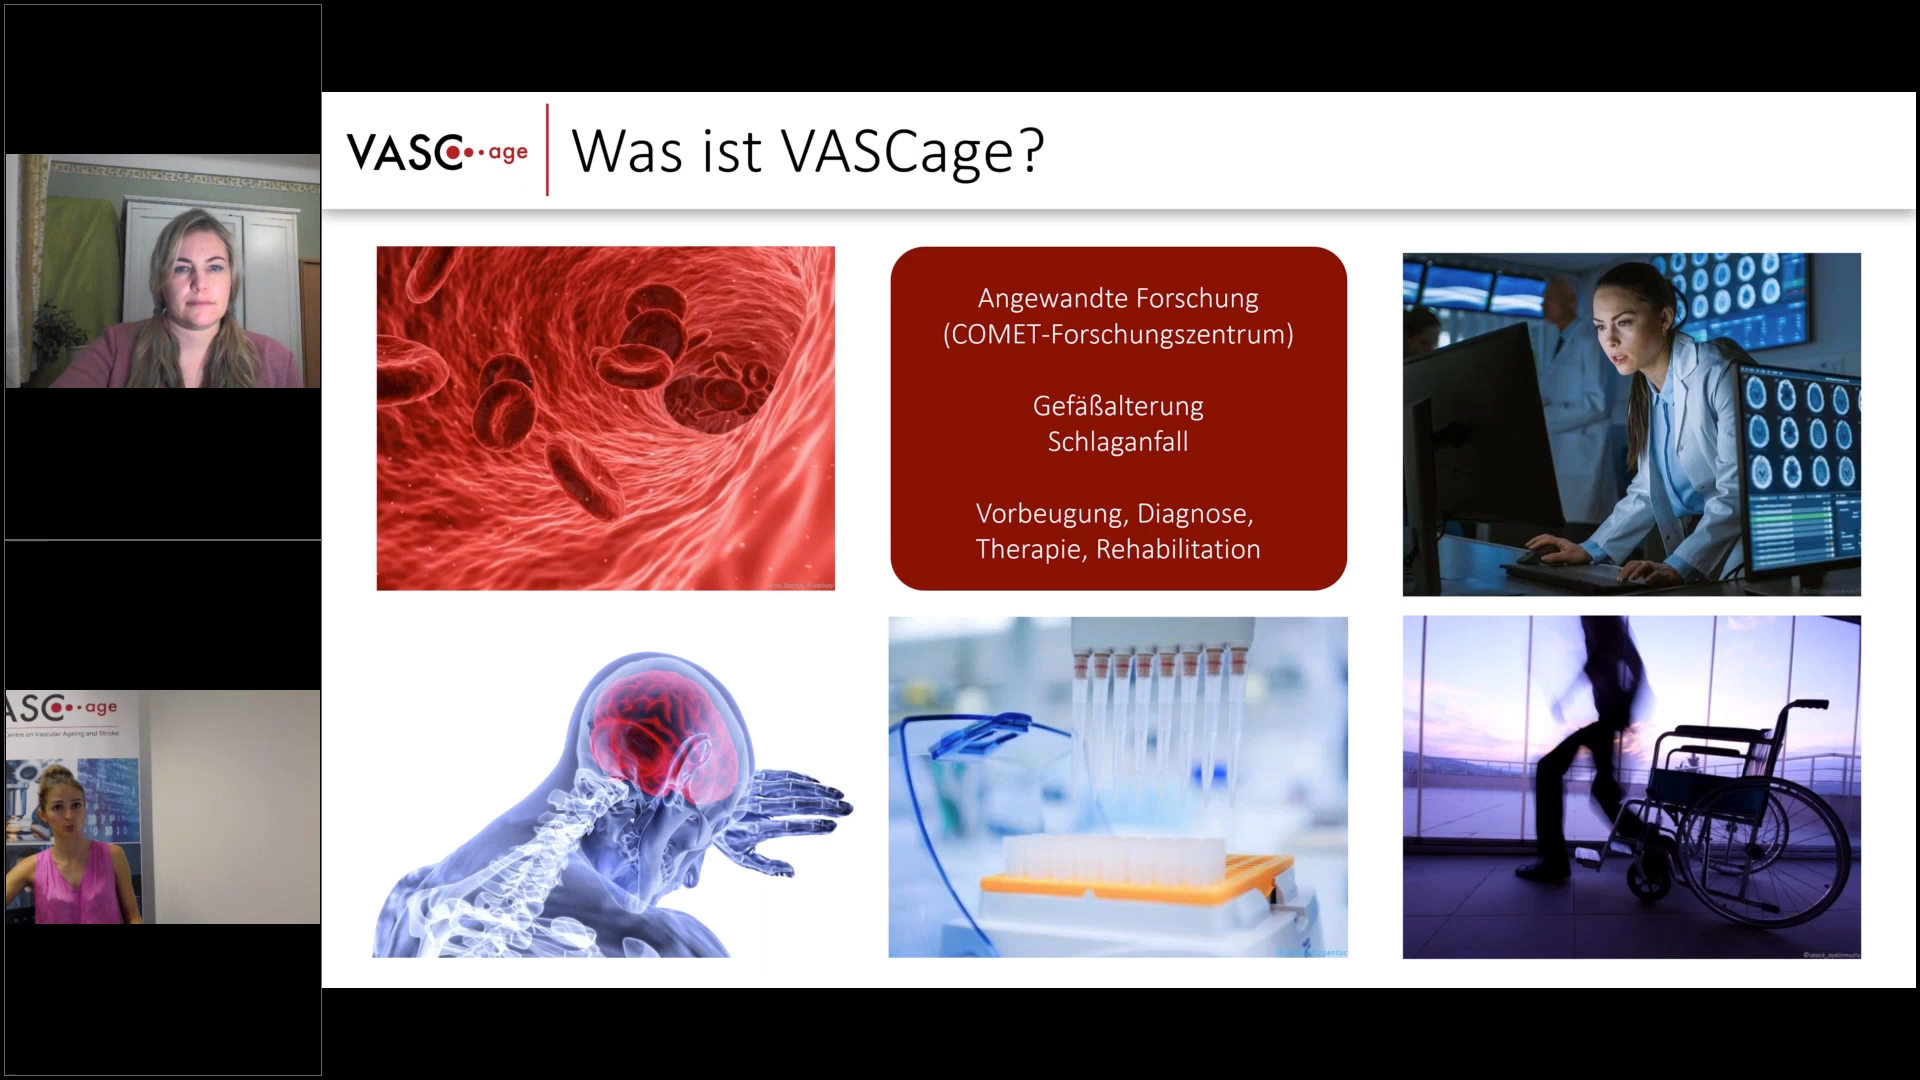 VASC age
Was ist VASCage?
Angewandte Forschung
(COMET-Forschungszentrum)
Gefäßalterung
Schlaganfall
Vorbeugung, Diagnose,
Therapie, Rehabilitation
ASC age
entre on Vascular Ageing and Stroke